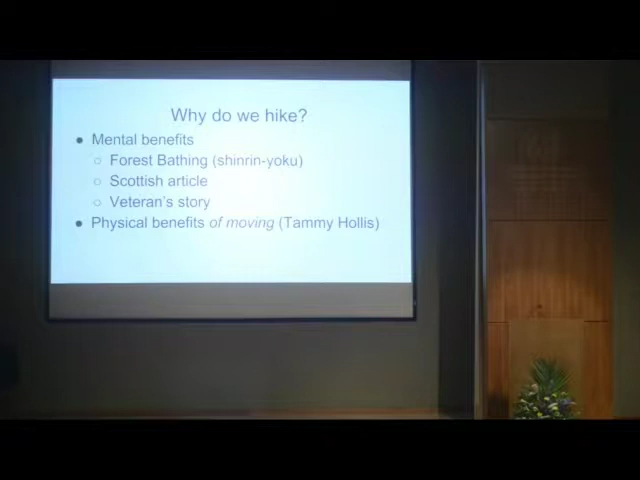 Why do we hike?
● Mental benefits
○ Forest Bathing (shinrin-yoku)
○ Scottish article
○ Veteran's story
● Physical benefits of moving (Tammy Hollis)